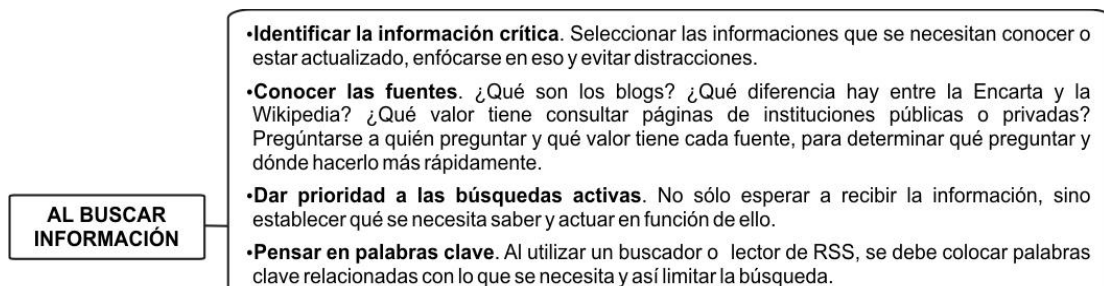 •Identificar la información crítica. Seleccionar las informaciones que se necesitan conocer o
estar actualizado, enfócarse en eso y evitar distracciones.
•Conocer las fuentes. ¿Qué son los blogs? ¿Qué diferencia hay entre la Encarta y la
Wikipedia? ¿Qué valor tiene consultar páginas de instituciones públicas o privadas?
Pregúntarse a quién preguntar y qué valor tiene cada fuente, para determinar qué preguntar y
dónde hacerlo más rápidamente.
•Dar prioridad a las búsquedas activas. No sólo esperar a recibir la información, sino
establecer qué se necesita saber y actuar en función de ello.
•Pensar en palabras clave. Al utilizar un buscador o lector de RSS, se debe colocar palabras
clave relacionadas con lo que se necesita y así limitar la búsqueda.
AL BUSCAR
INFORMACIÓN